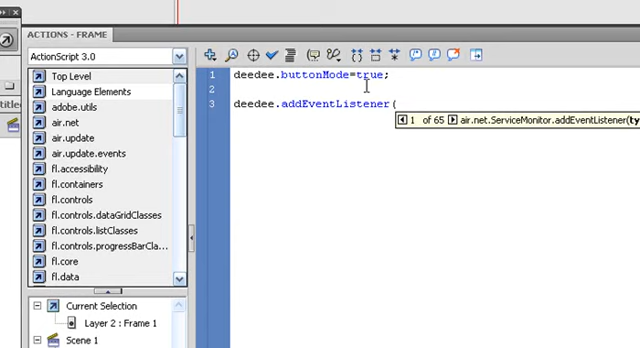 ACTIONS - FRAME
ActionScript 3.0
Top Level
Language Elements
adobe.utils
air.net
air.update
air.update.events
fl.accessibility
fl.containers
fl.controls
fl.controls.dataGridClasses
fl.controls.listClasses
fl.controls.progressBarCla...
fl.core
fl.data
Current Selection
Layer 2 : Frame 1
Scene 1
1 deedee.buttonMode=true;
2
3 deedee.addEventListener(
1 of 65 air.net.ServiceMonitor.addEventListener(ty